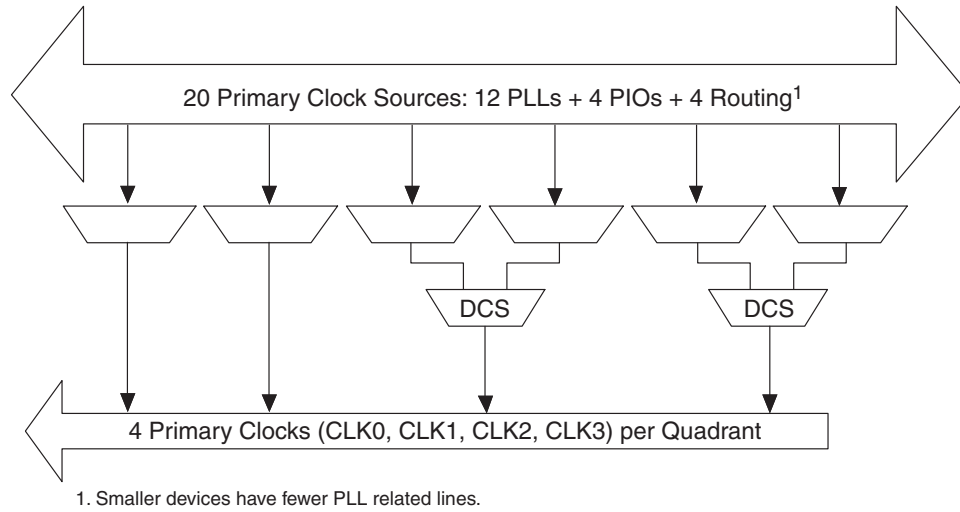 20 Primary Clock Sources: 12 PLLs + 4 PIOs + 4 Routing¹
DCS
DCS
4 Primary Clocks (CLK0, CLK1, CLK2, CLK3) per Quadrant
1. Smaller devices have fewer PLL related lines.